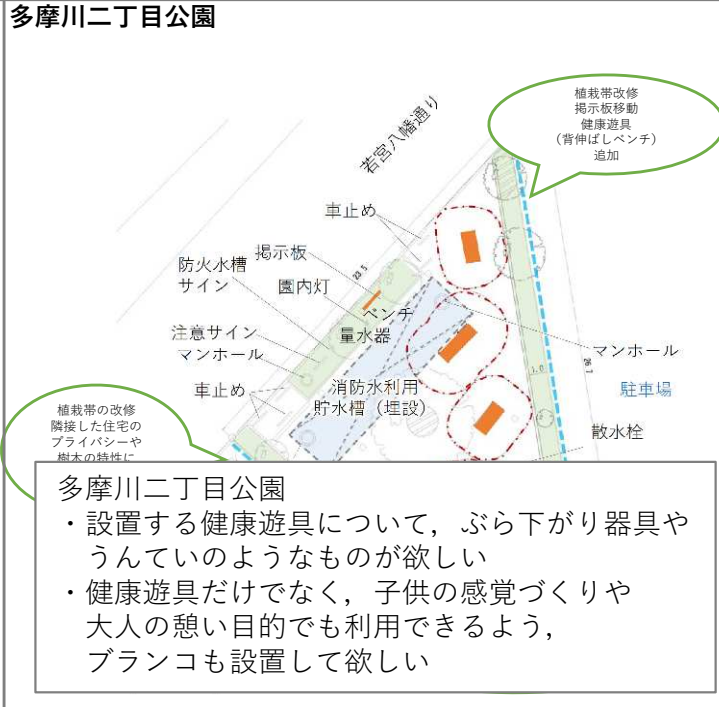 多摩川二丁目公園
植栽帯改修
掲示板移動
健康遊具
(背伸ばしベンチ)
追加
若宮八幡通り
車止め
掲示板
防火水槽
サイン
園内灯
23.5
ベンチ
量水器
注意サイン
マンホール
マンホール
車止め
消防水利用
貯水槽(埋設)
1.0
26.7
駐車場
散水栓
植栽帯の改修
隣接した住宅の
プライバシーや
樹木の特性に
多摩川二丁目公園
・設置する健康遊具について，ぶら下がり器具や
うんていのようなものが欲しい
・健康遊具だけでなく，子供の感覚づくりや
大人の憩い目的でも利用できるよう，
ブランコも設置して欲しい